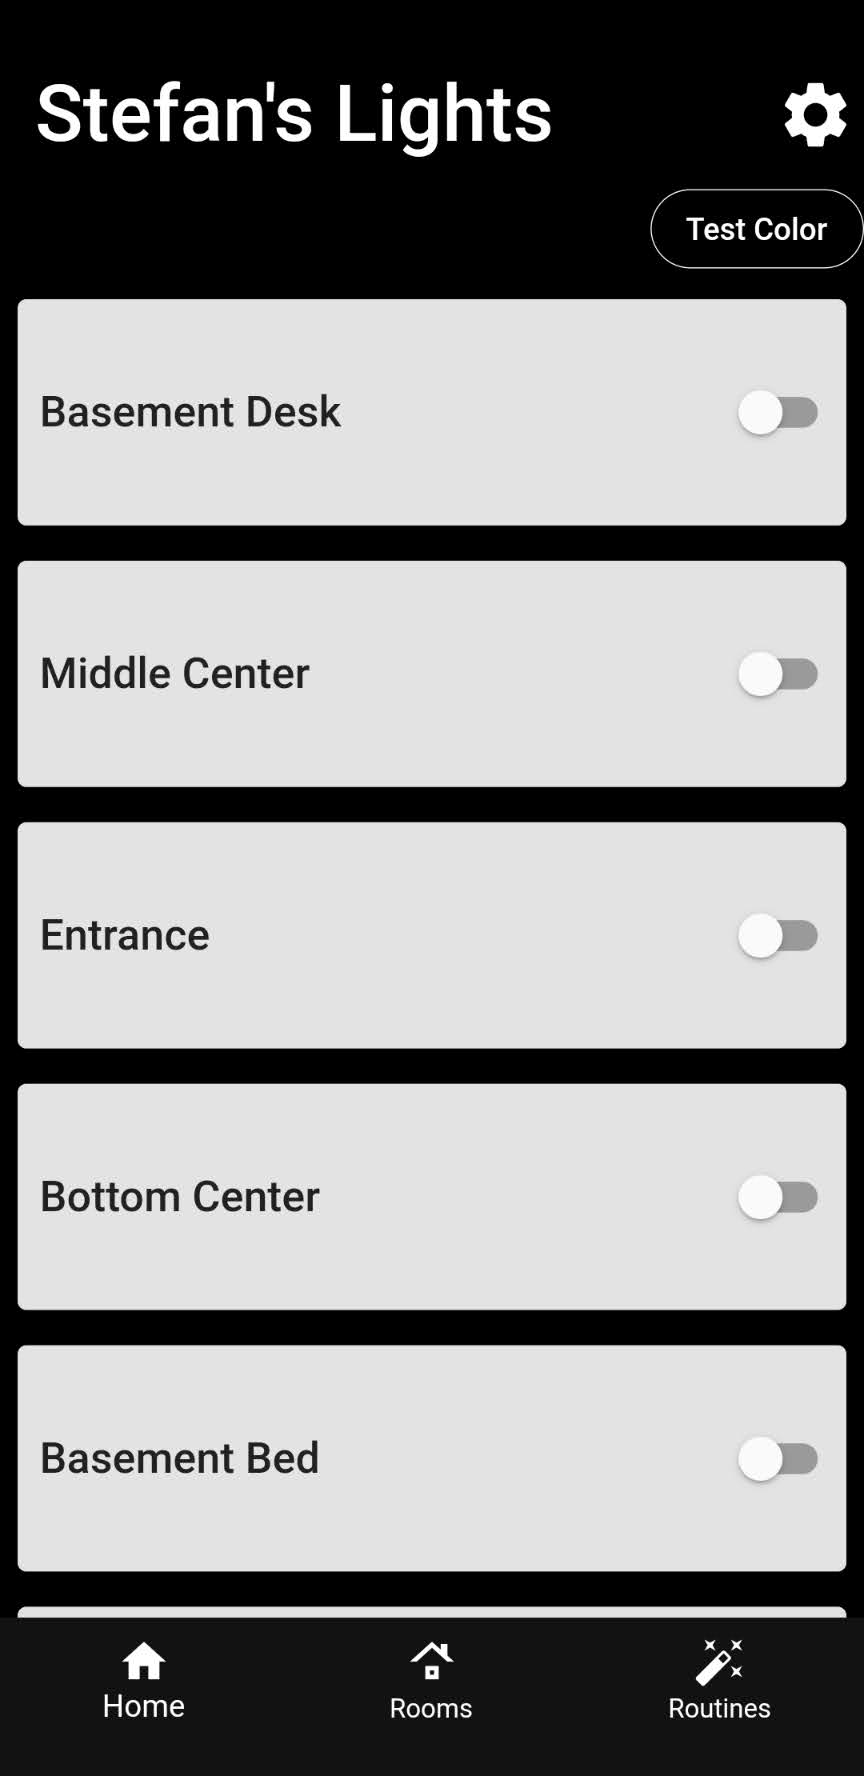 Stefan's Lights
Test Color
Basement Desk
Middle Center
Entrance
Bottom Center
Basement Bed
Home
Rooms
Routines